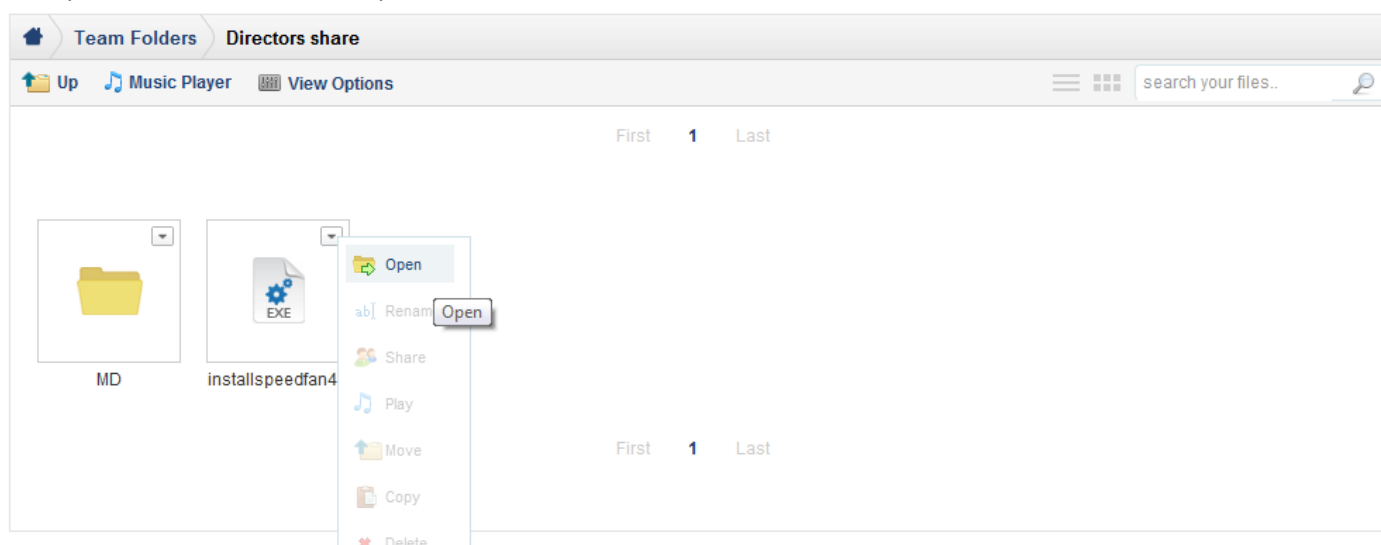 Team Folders Directors share
Up Music Player View Options search your files..
First 1 Last
EXE
MD installspeedfan4
Open
Renam
Open
Share
Play
Move
First 1 Last
Copy
Delete